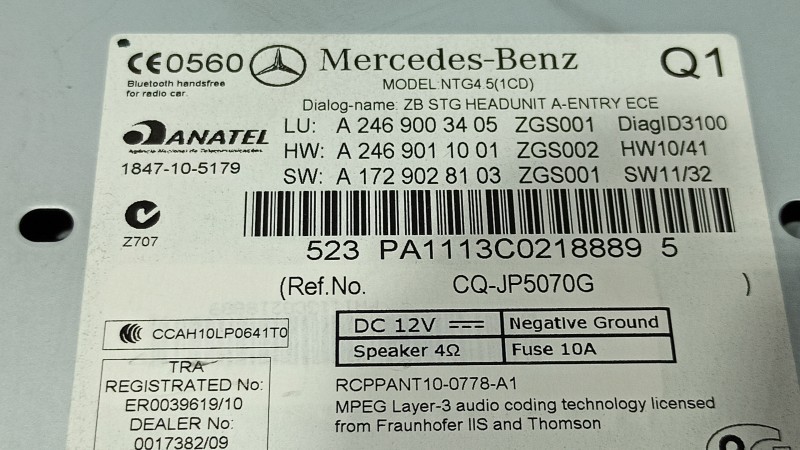 CE0560 Mercedes-Benz Q1
Bluetooth handsfree
for radio car.
MODEL:NTG4.5(1CD)
Dialog-name: ZB STG HEADUNIT A-ENTRY ECE
ANATEL
Agência Nacional de Telecomunicações
1847-10-5179
LU: A 246 900 34 05 ZGS001 DiagID3100
HW: A 246 901 10 01 ZGS002 HW10/41
SW: A 172 902 81 03 ZGS001 SW11/32
Z707
523 PA1113C0218889 5
(Ref.No. CQ-JP5070G )
CCAH10LP0641T0
DC 12V Negative Ground
Speaker 4Ω Fuse 10A
TRA
REGISTRATED No:
ER0039619/10
DEALER No:
0017382/09
RCPPANT10-0778-A1
MPEG Layer-3 audio coding technology licensed
from Fraunhofer IIS and Thomson